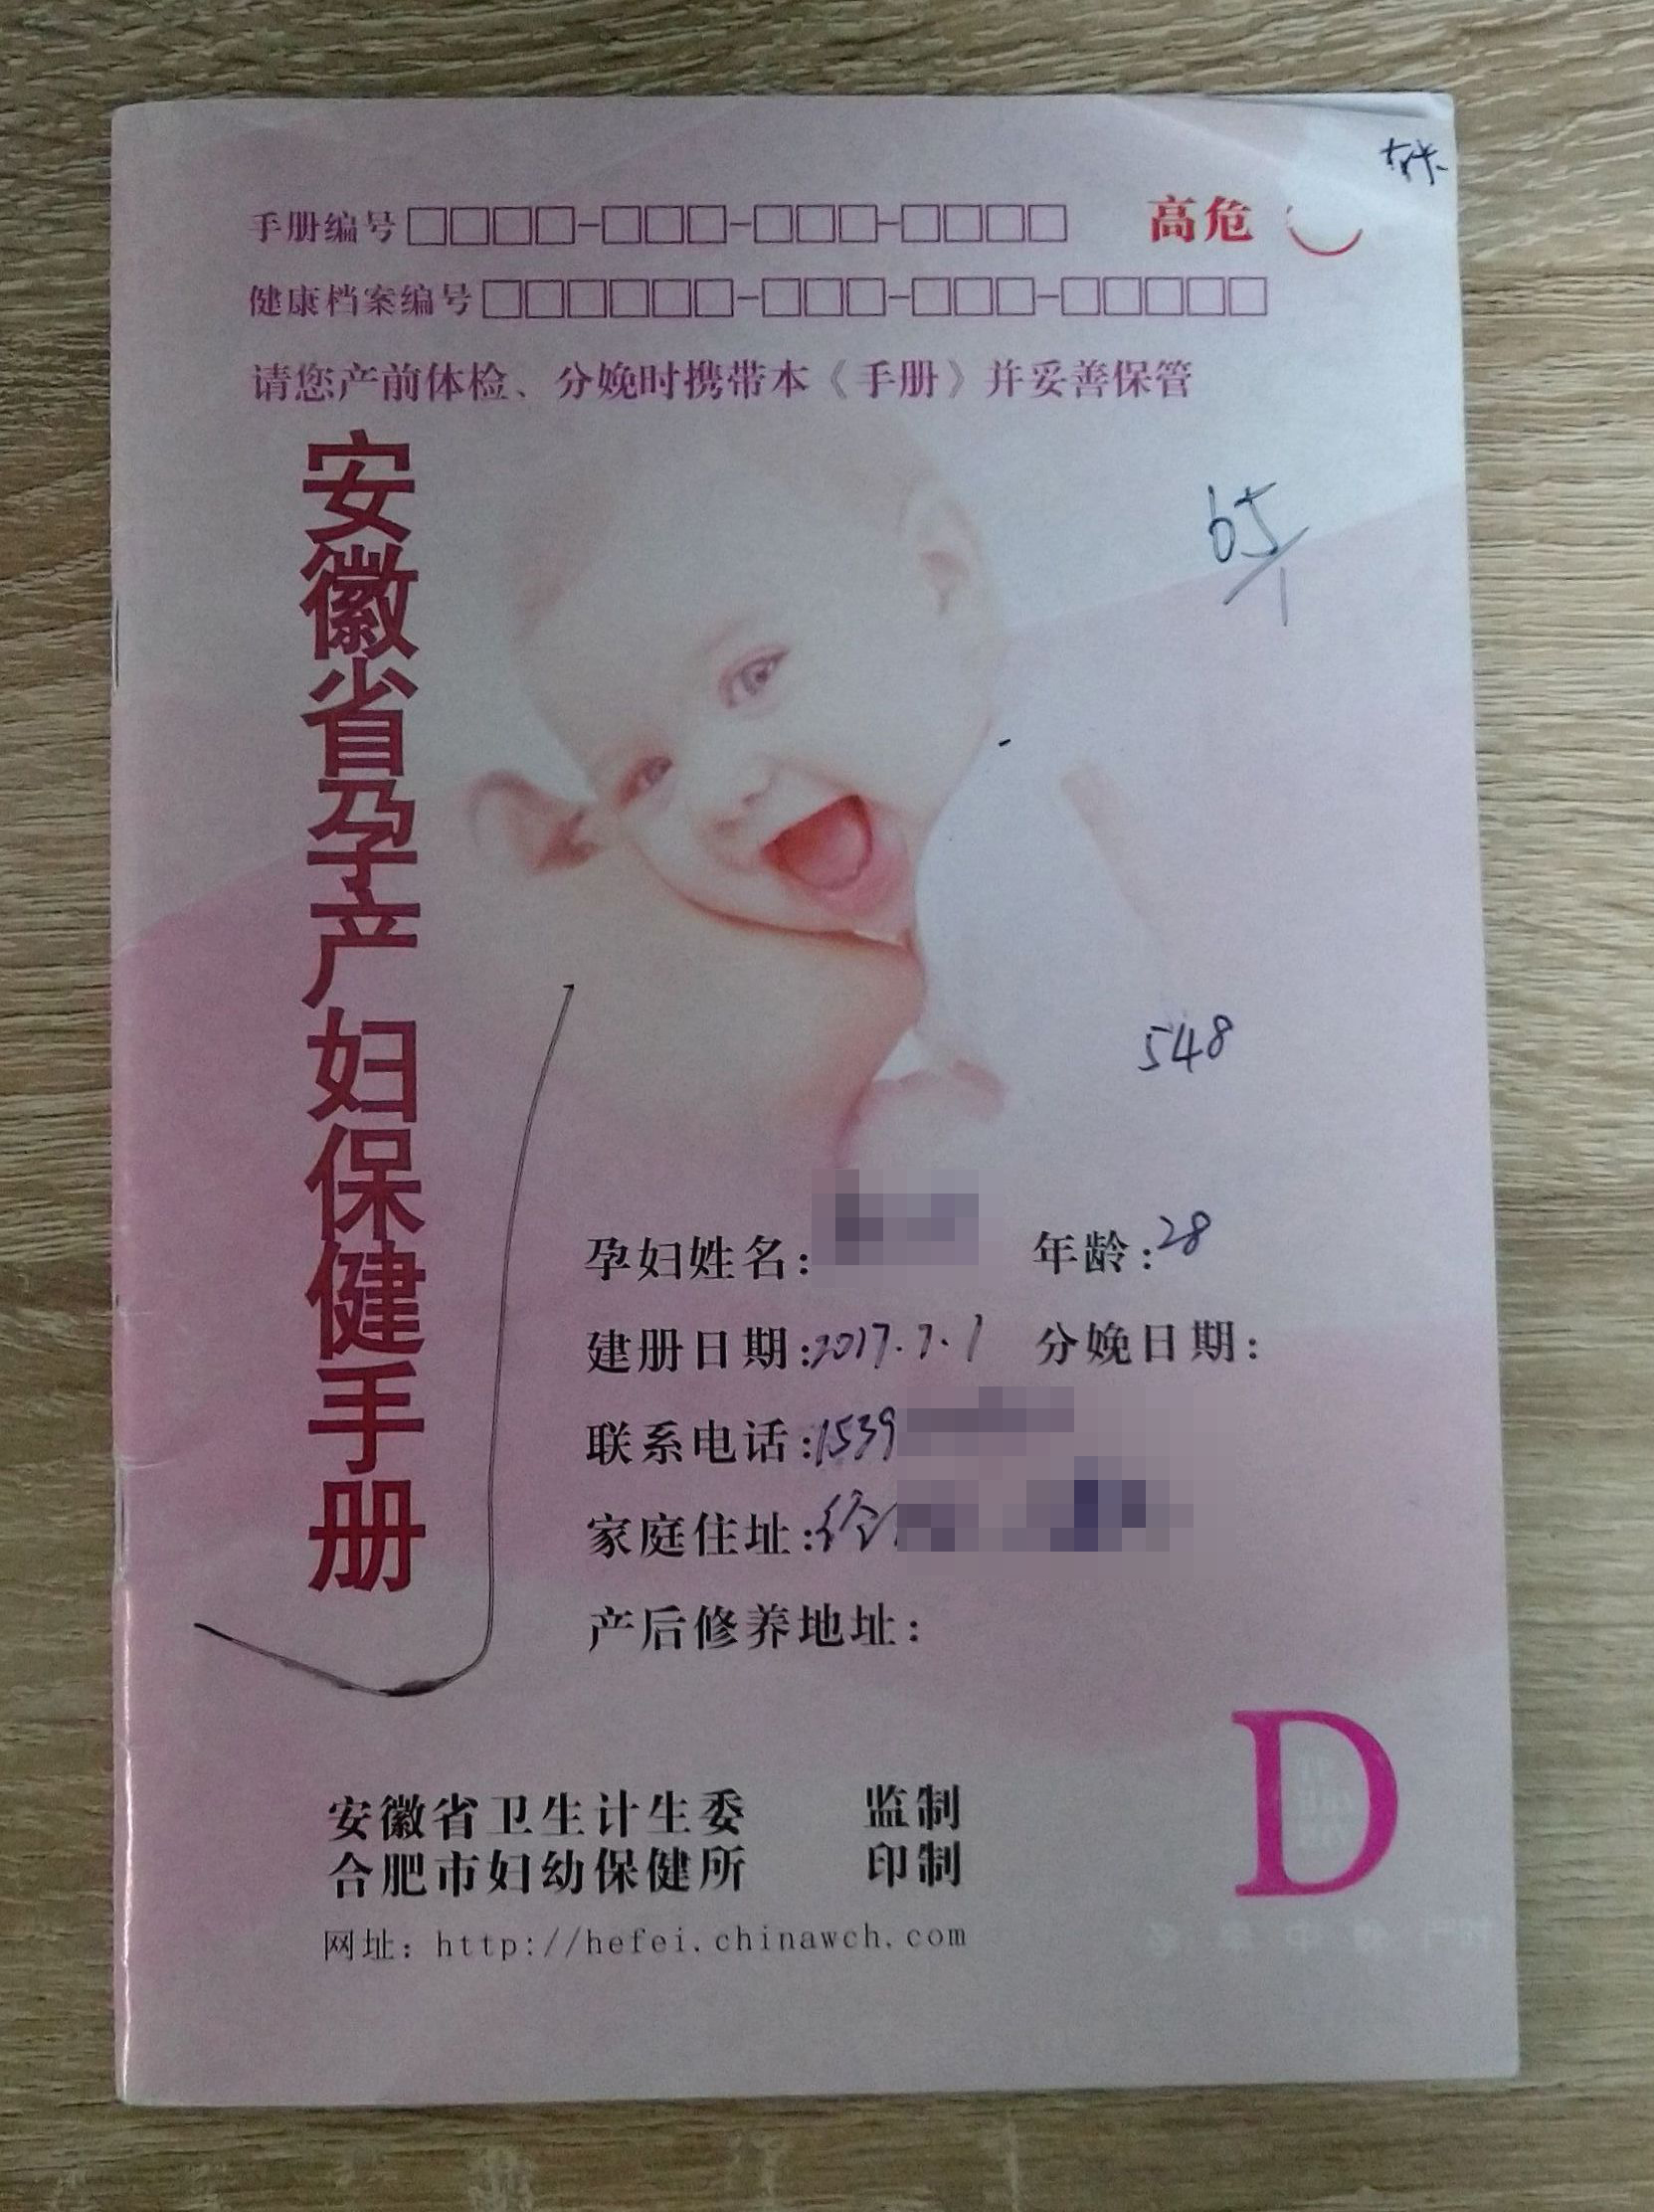 手册编号□□□□-□□□-□□□-□□□□ 高危
健康档案编号□□□□□□-□□□-□□□-□□□□□
请您产前体检、分娩时携带本《手册》并妥善保管
安徽省孕产妇保健手册
548
孕妇姓名: 年龄:28
建册日期:2017.7.1 分娩日期:
联系电话:1539
家庭住址:
产后修养地址:
D
安徽省卫生计生委 监制
合肥市妇幼保健所 印制
网址: http://hefei.chinawch.com